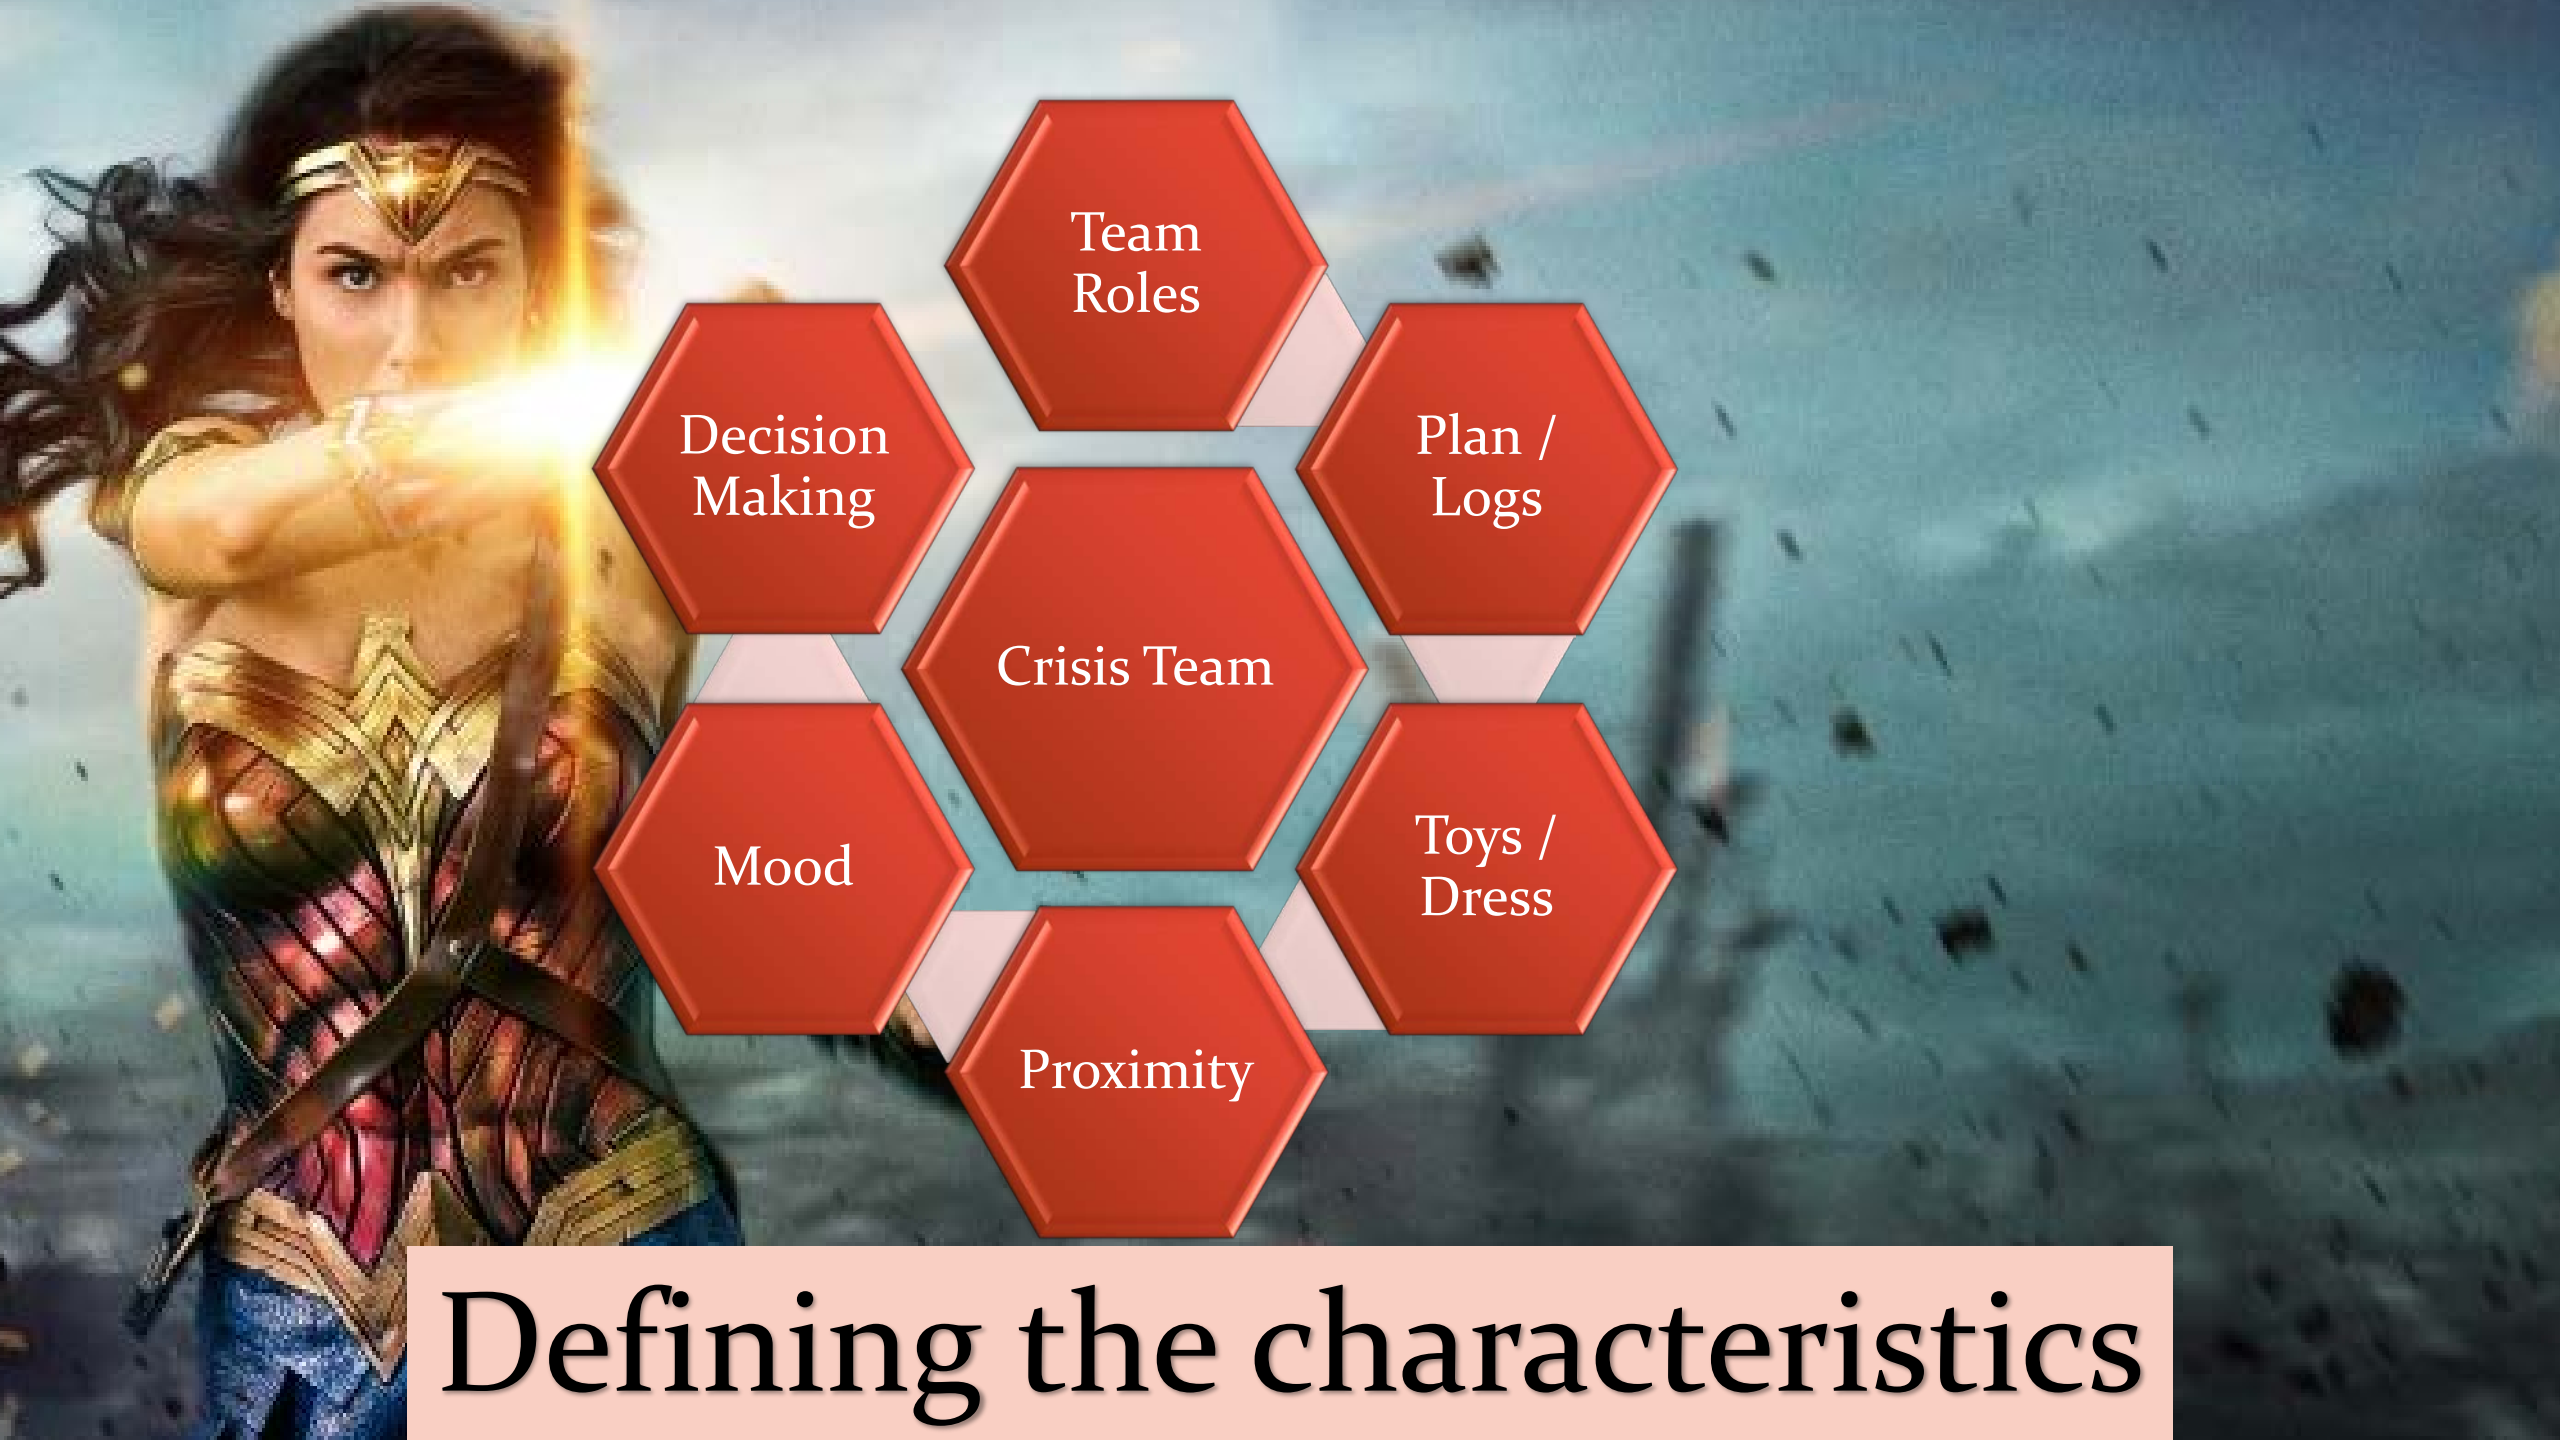 Team
Roles
Plan /
Logs
Toys /
Dress
Proximity
Mood
Decision
Making
Crisis Team
Defining the characteristics